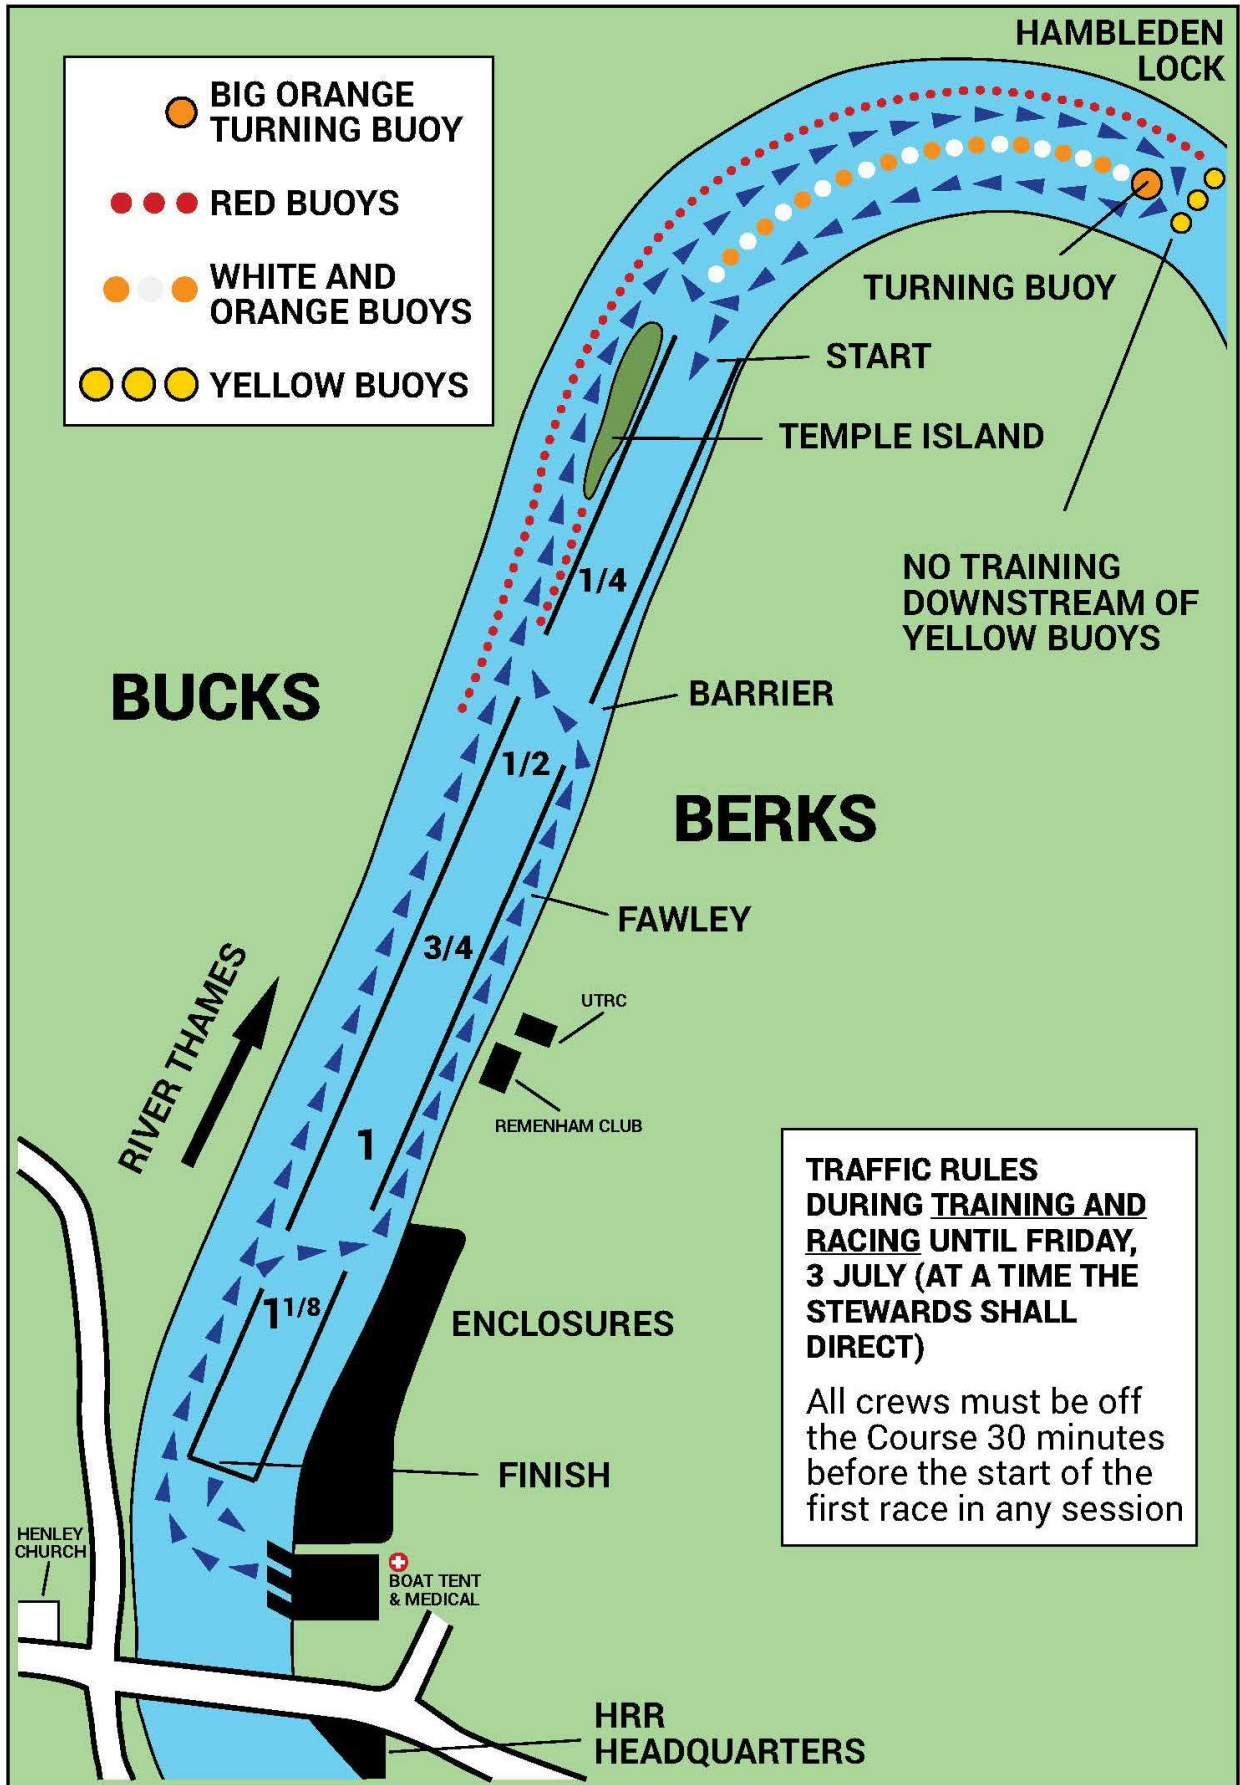 HAMBLEDEN
LOCK
BIG ORANGE
TURNING BUOY
RED BUOYS
WHITE AND
ORANGE BUOYS
YELLOW BUOYS
TURNING BUOY
START
TEMPLE ISLAND
1/4
NO TRAINING
DOWNSTREAM OF
YELLOW BUOYS
BUCKS
BARRIER
1/2
BERKS
FAWLEY
3/4
RIVER THAMES
UTRC
REMENHAM CLUB
1
TRAFFIC RULES
DURING TRAINING AND
RACING UNTIL FRIDAY,
3 JULY (AT A TIME THE
STEWARDS SHALL
DIRECT)
All crews must be off
the Course 30 minutes
before the start of the
first race in any session
1 1/8
ENCLOSURES
FINISH
HENLEY
CHURCH
BOAT TENT
& MEDICAL
HRR
HEADQUARTERS